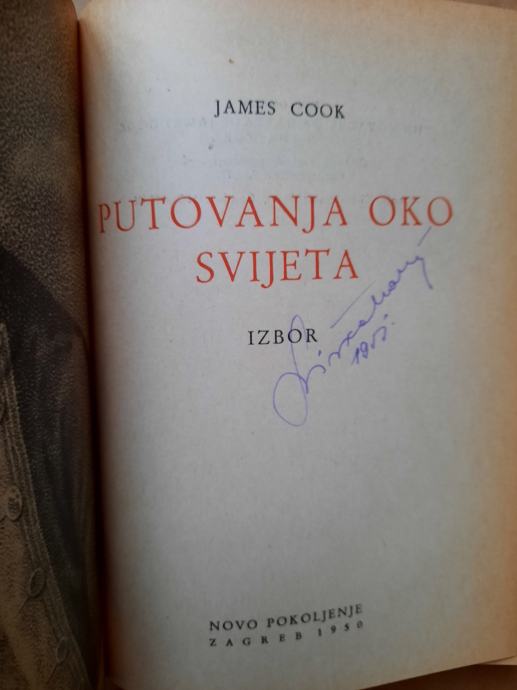 JAMES COOK
PUTOVANJA OKO
SVIJETA
IZBOR
NOVO POKOLJENJE
ZAGREB 1950